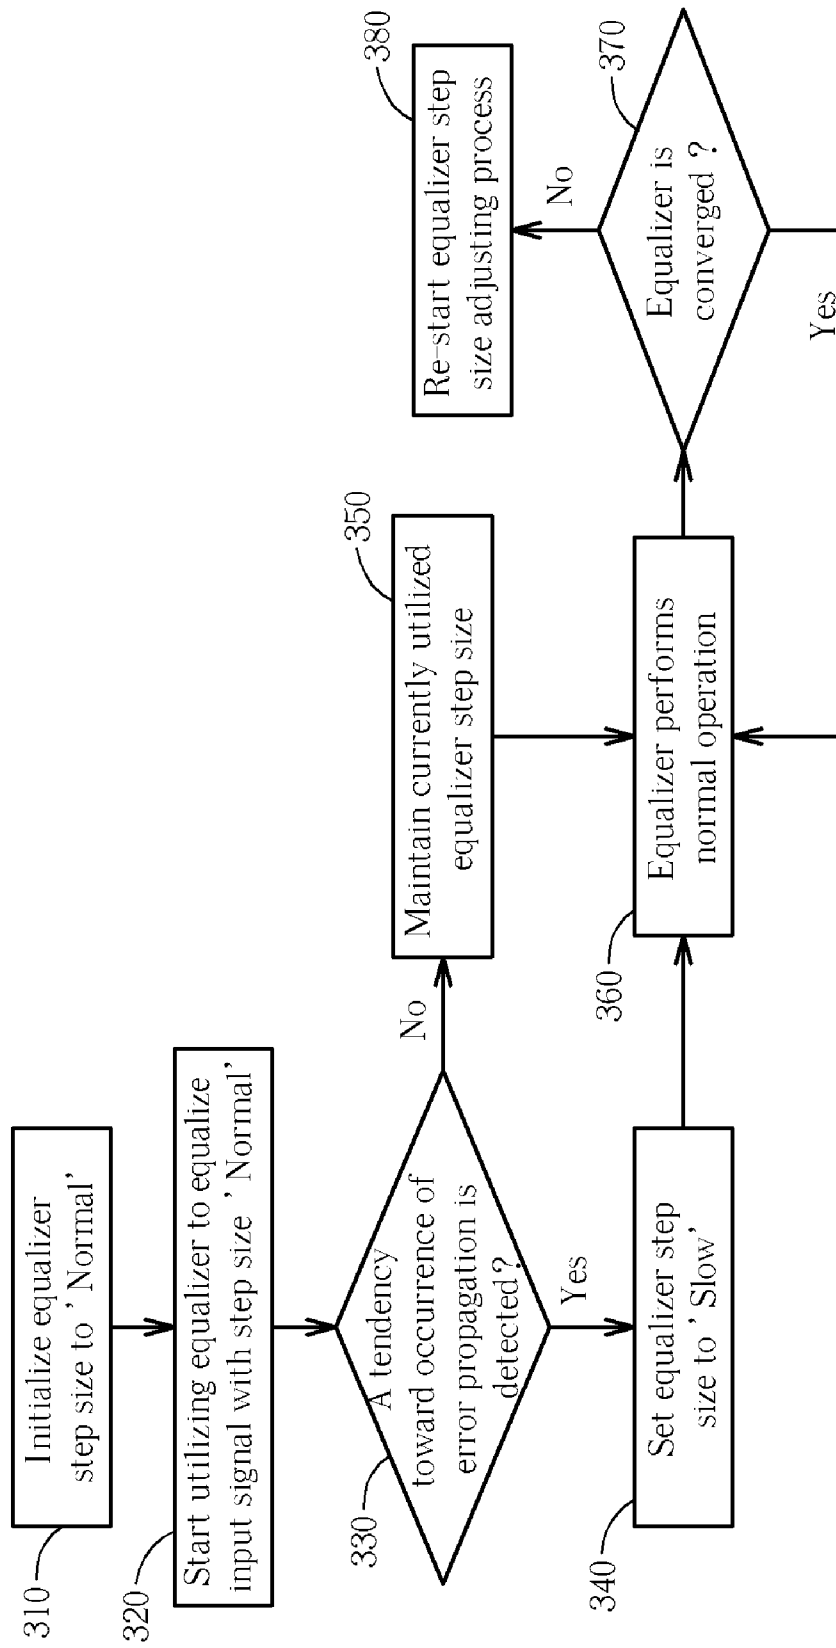 310
Initialize equalizer
step size to 'Normal'
320
Start utilizing equalizer to equalize
input signal with step size 'Normal'
330
A tendency
toward occurrence of
error propagation is
detected?
No
Yes
350
Maintain currently utilized
equalizer step size
340
Set equalizer step
size to 'Slow'
360
Equalizer performs
normal operation
370
Equalizer is
converged ?
No
Yes
380
Re-start equalizer step
size adjusting process